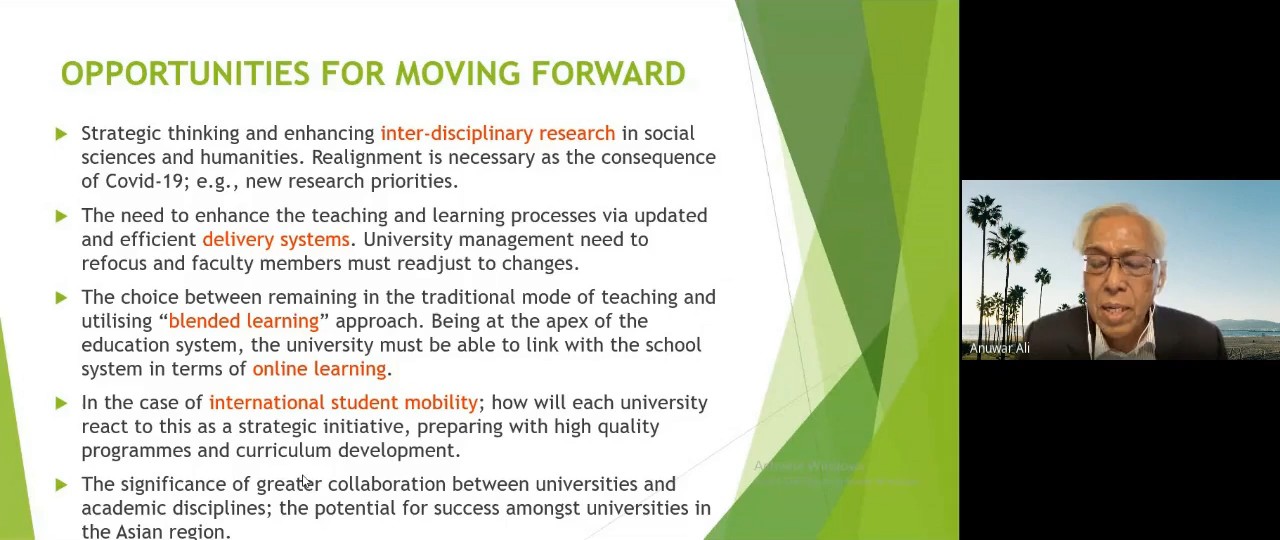 OPPORTUNITIES FOR MOVING FORWARD
Strategic thinking and enhancing inter-disciplinary research in social
sciences and humanities. Realignment is necessary as the consequence
of Covid-19; e.g., new research priorities.
The need to enhance the teaching and learning processes via updated
and efficient delivery systems. University management need to
refocus and faculty members must readjust to changes.
The choice between remaining in the traditional mode of teaching and
utilising “blended learning” approach. Being at the apex of the
education system, the university must be able to link with the school
system in terms of online learning.
In the case of international student mobility; how will each university
react to this as a strategic initiative, preparing with high quality
programmes and curriculum development.
The significance of greater collaboration between universities and
academic disciplines; the potential for success amongst universities in
the Asian region.
Anuwar Ali